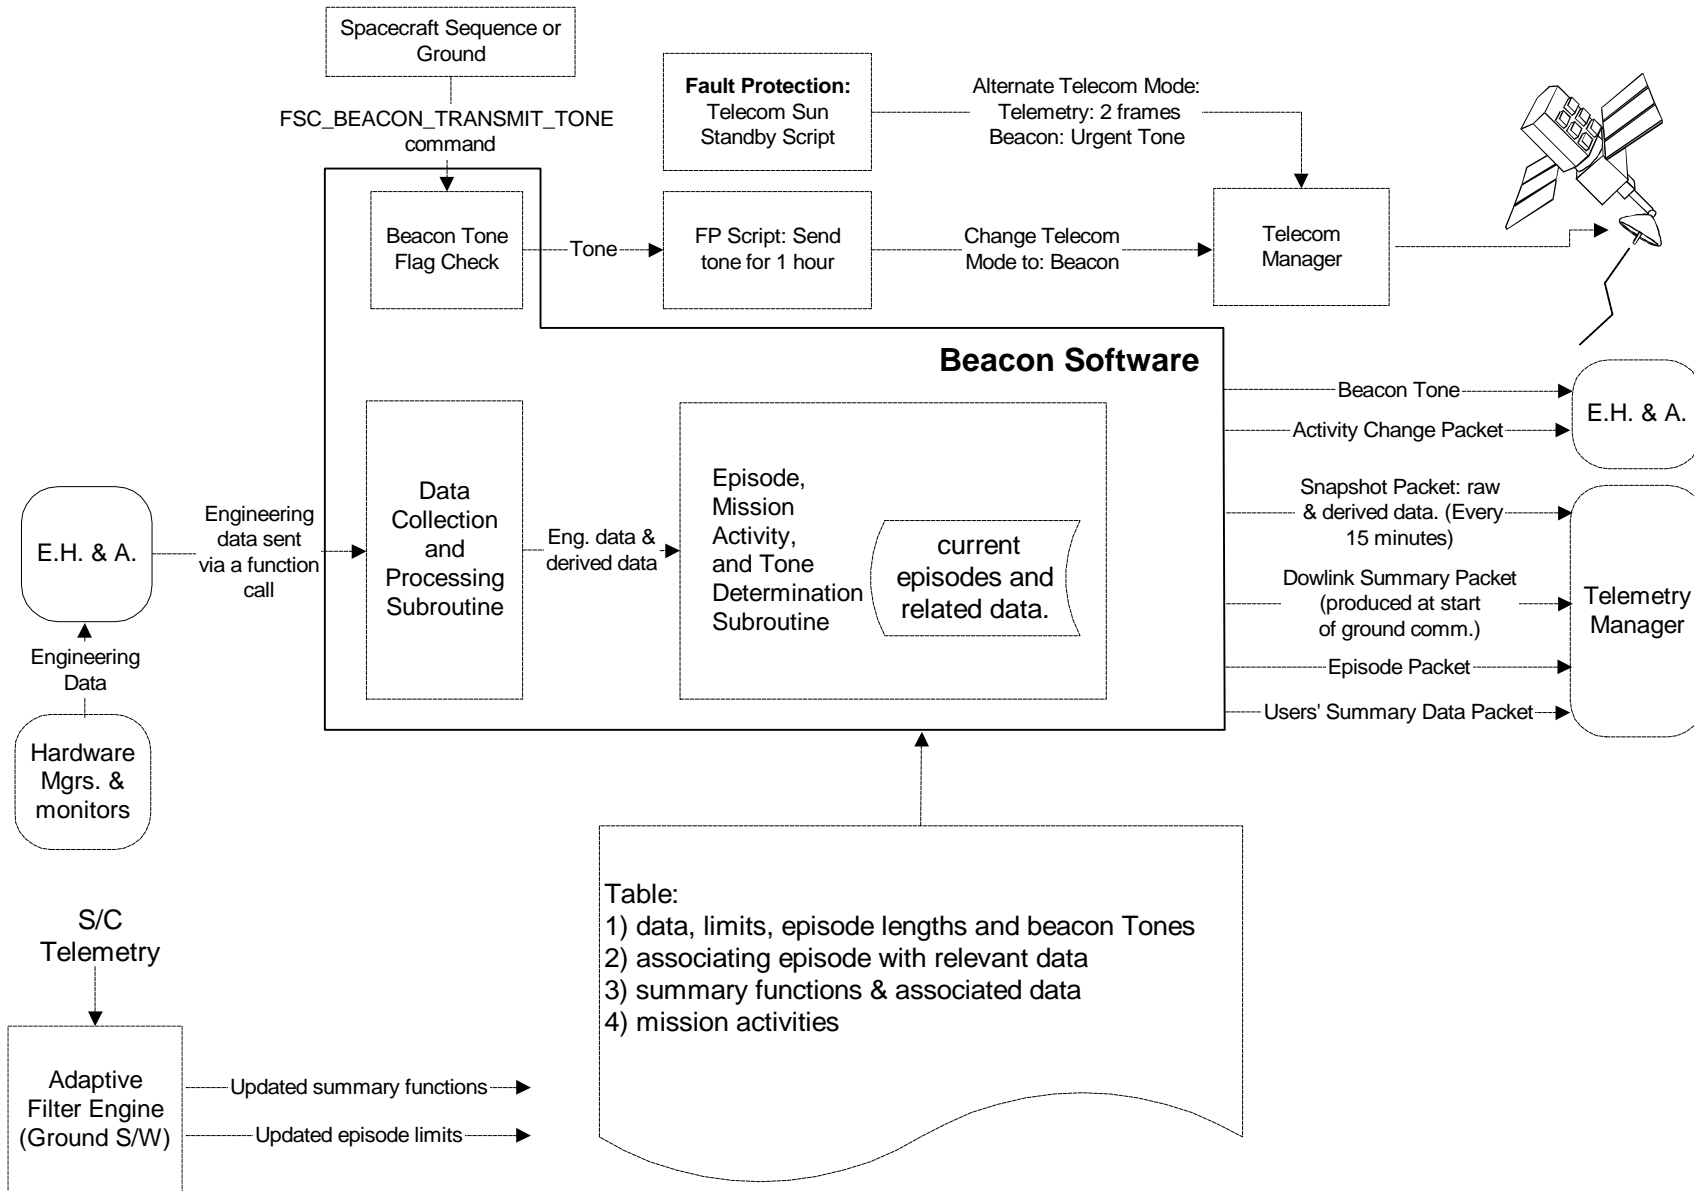 Spacecraft Sequence or
Ground
FSC_BEACON_TRANSMIT_TONE
command
Fault Protection:
Telecom Sun
Standby Script
Alternate Telecom Mode:
Telemetry: 2 frames
Beacon: Urgent Tone
Beacon Tone
Flag Check
Tone
FP Script: Send
tone for 1 hour
Change Telecom
Mode to: Beacon
Telecom
Manager
Beacon Software
E.H. & A.
Engineering
data sent
via a function
call
Data
Collection
and
Processing
Subroutine
Eng. data &
derived data
Episode,
Mission
Activity,
and Tone
Determination
Subroutine
current
episodes and
related data.
Beacon Tone
Activity Change Packet
E.H. & A.
Snapshot Packet: raw
& derived data. (Every
15 minutes)
Dowlink Summary Packet
(produced at start
of ground comm.)
Episode Packet
Users' Summary Data Packet
Telemetry
Manager
Engineering
Data
Hardware
Mgrs. &
monitors
Table:
1) data, limits, episode lengths and beacon Tones
2) associating episode with relevant data
3) summary functions & associated data
4) mission activities
S/C
Telemetry
Adaptive
Filter Engine
(Ground S/W)
Updated summary functions
Updated episode limits